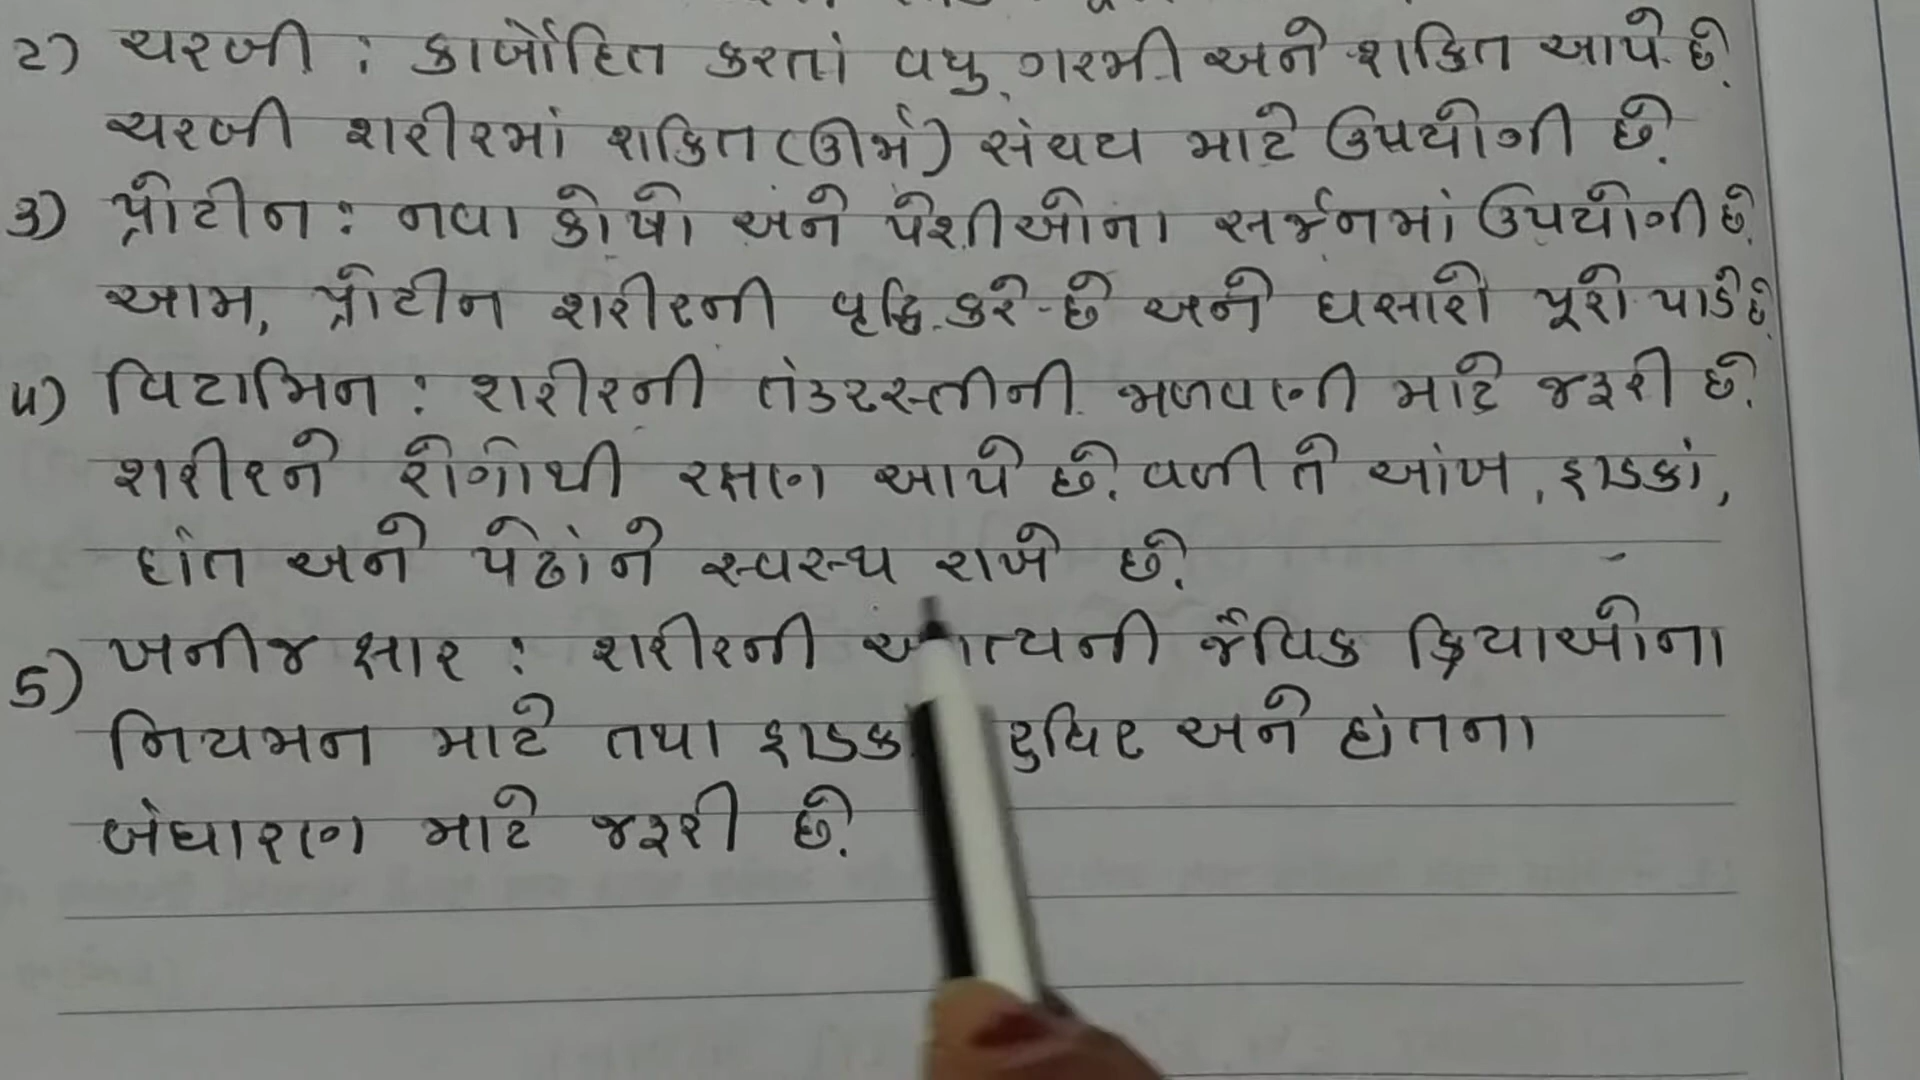 ૨) ચરબી : કાર્બોહિત કરતાં વધુ ગરમી અને શક્તિ આપે છે.
ચરબી શરીરમાં શક્તિ (ઊર્જા) સંચય માટે ઉપયોગી છે.
૩) પ્રોટીન : નવા કોષો અને પેશીઓના સર્જનમાં ઉપયોગી છે.
આમ, પ્રોટીન શરીરની વૃદ્ધિ કરે છે અને ઘસારો પૂરો પાડે છે.
૪) વિટામિન : શરીરની તંદુરસ્તીની જાળવણી માટે જરૂરી છે.
શરીરને રોગોથી રક્ષણ આપે છે. વળી તે આંખ, હાડકાં,
દાંત અને પેઢાંને સ્વસ્થ રાખે છે.
5) ખનીજ ક્ષાર : શરીરની જૈવિક ક્રિયાઓના
નિયમન માટે તથા રુધિર અને દાંતના
બંધારણ માટે જરૂરી છે.